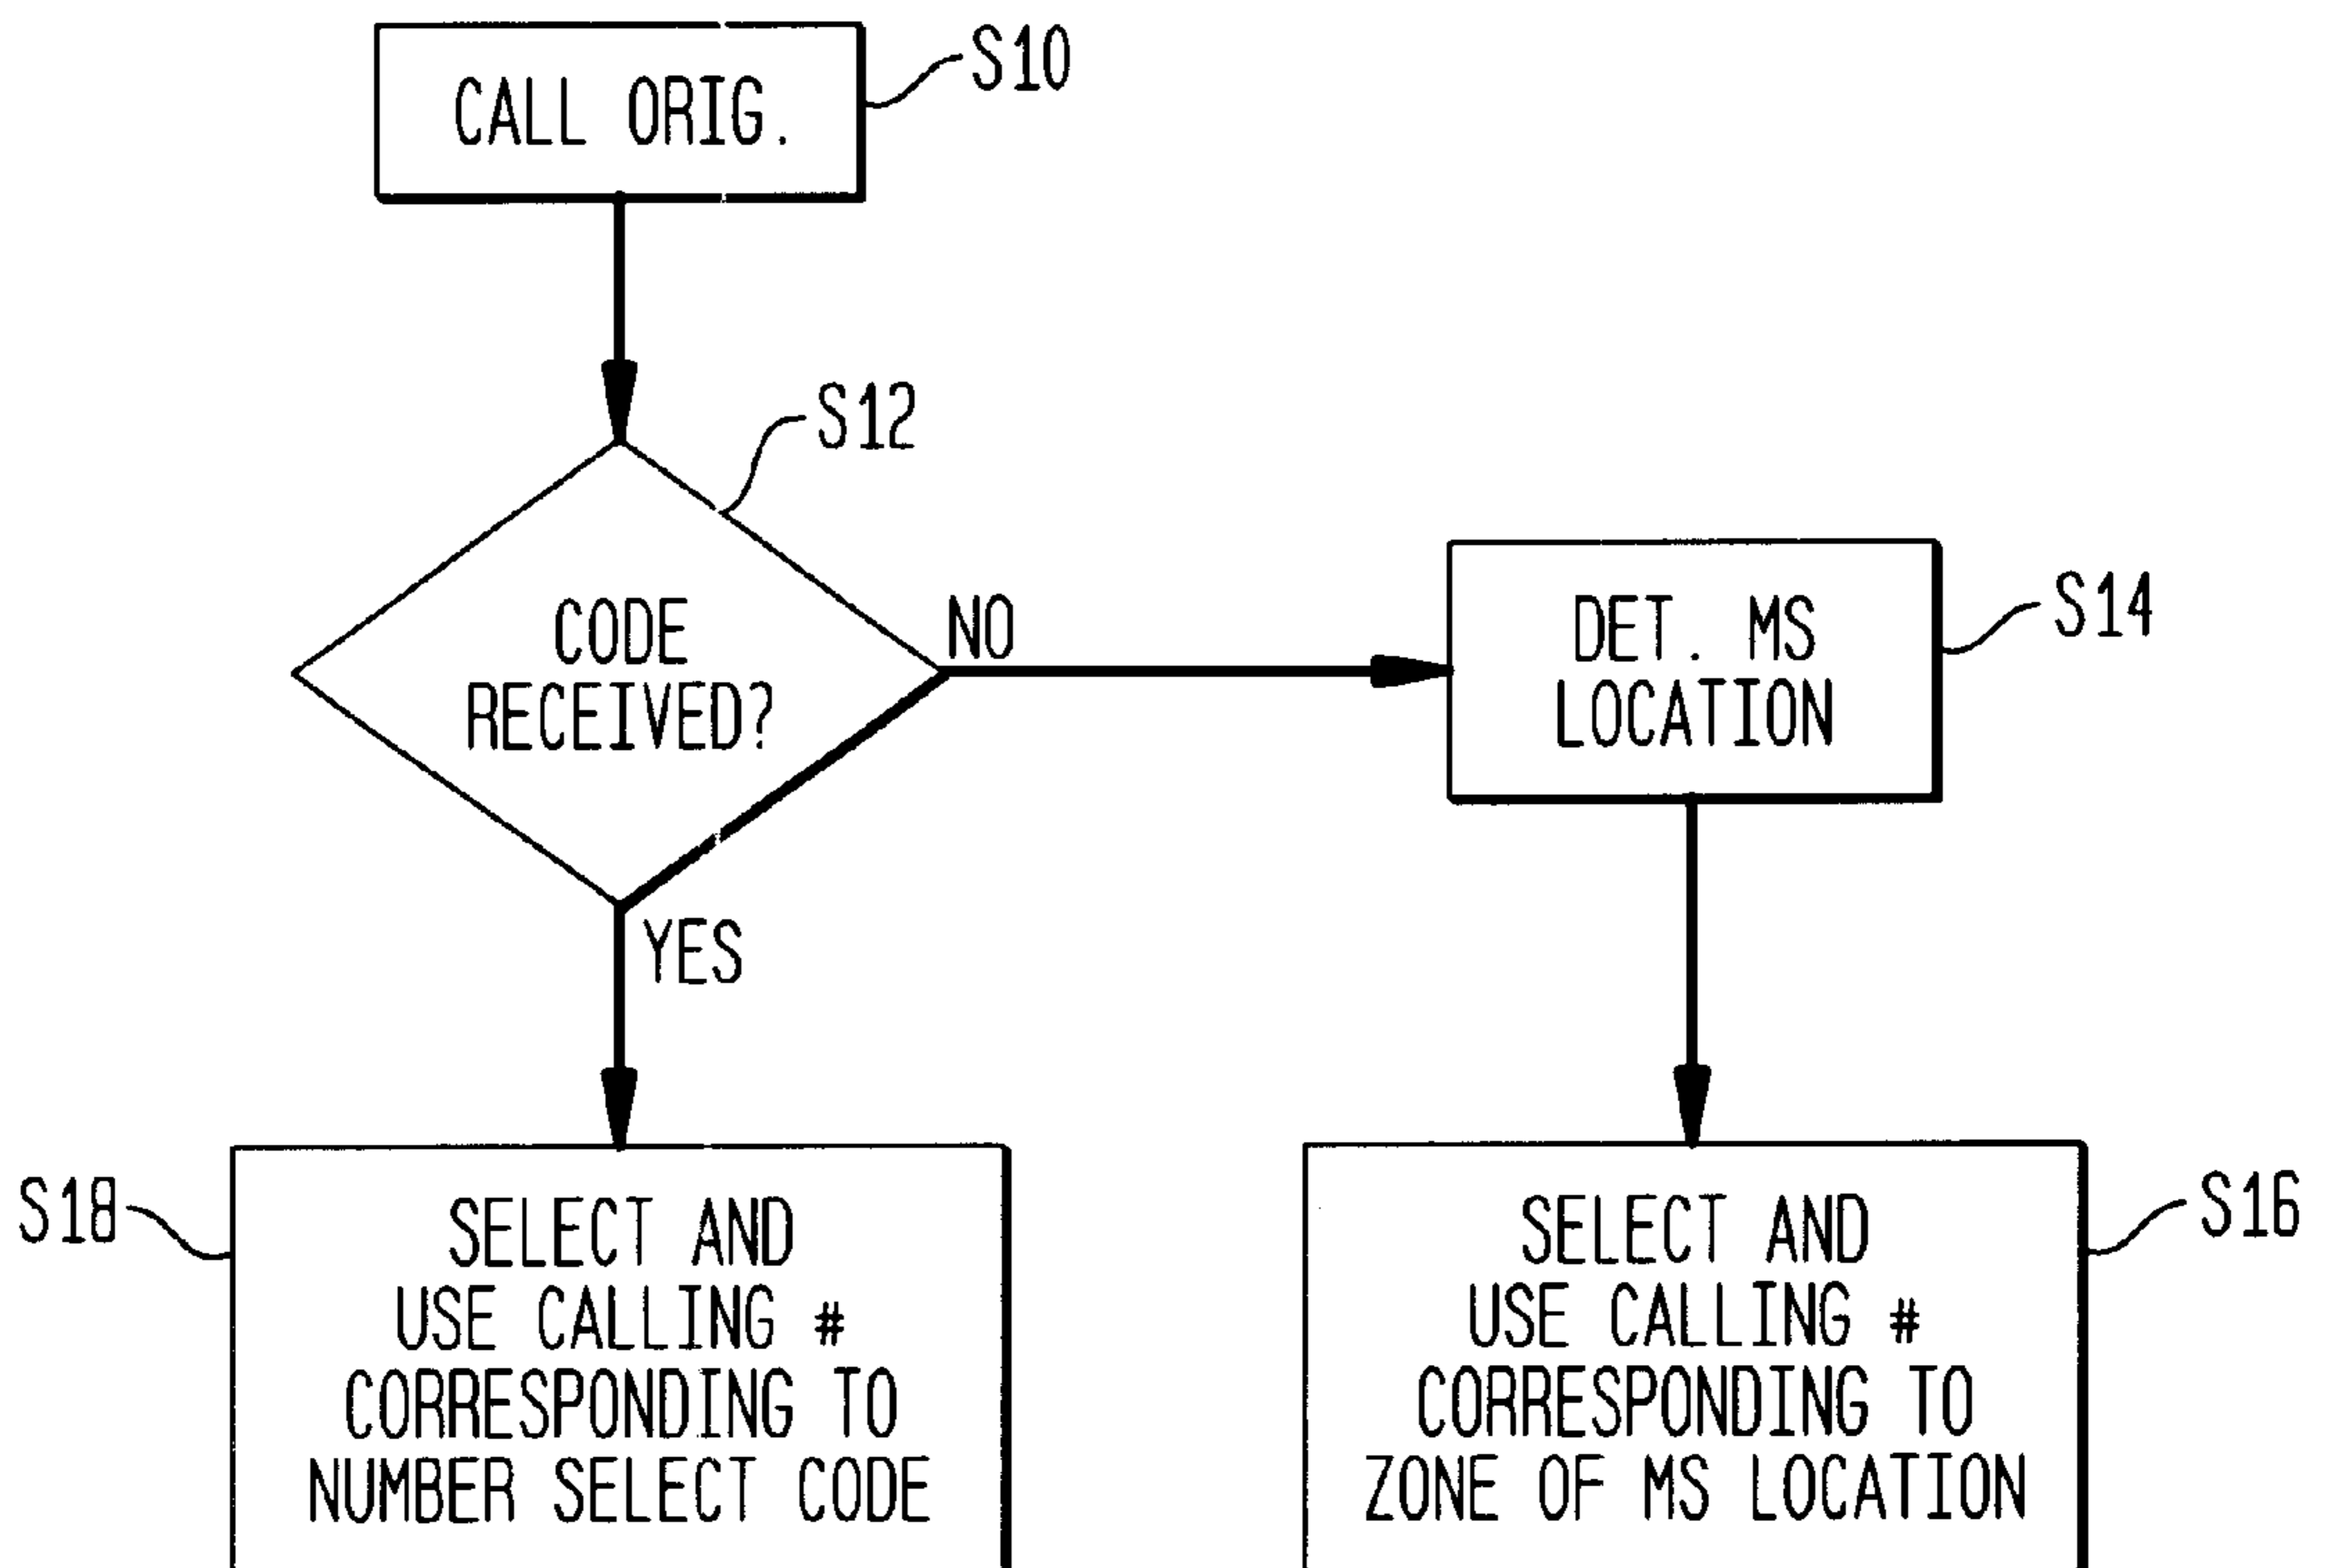 CALL ORIG.
S10
S12
CODE
RECEIVED?
NO
DET. MS
LOCATION
S14
YES
S18
SELECT AND
USE CALLING #
CORRESPONDING TO
NUMBER SELECT CODE
SELECT AND
USE CALLING #
CORRESPONDING TO
ZONE OF MS LOCATION
S16